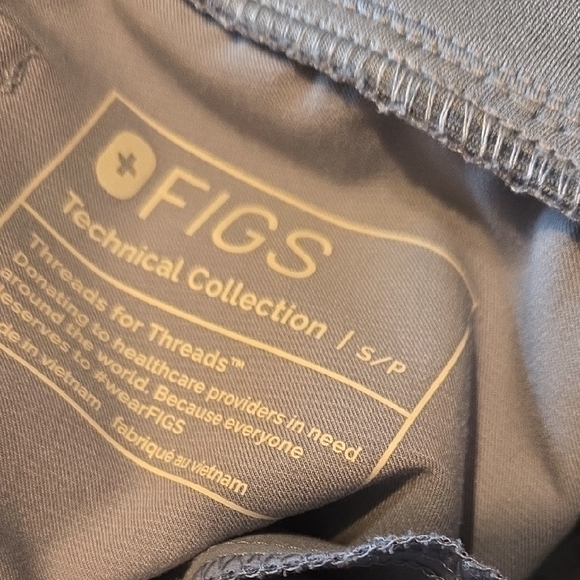 FIGS
Technical Collection | S/P
Threads for Threads™
Donating to healthcare providers in need
around the world. Because everyone
deserves to #wearFIGS
made in vietnam fabriqué au vietnam